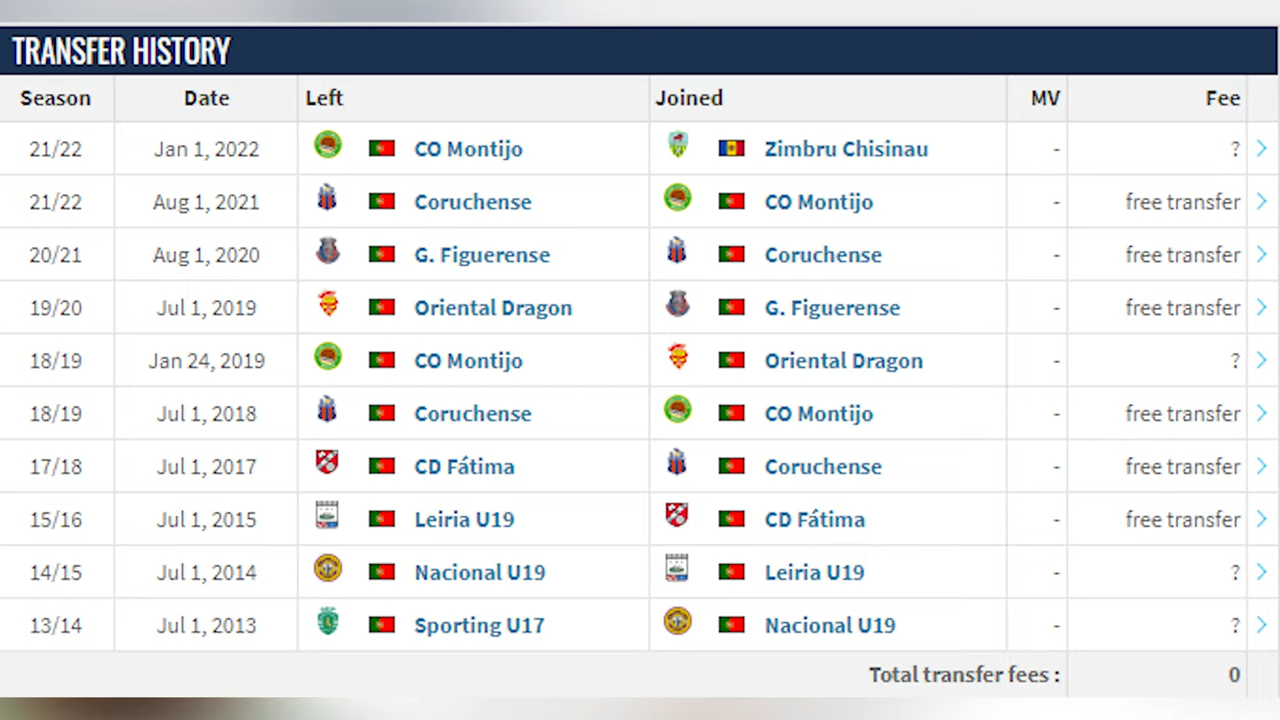 TRANSFER HISTORY
Season Date Left Joined MV Fee
21/22 Jan 1, 2022 CO Montijo Zimbru Chisinau - ?
21/22 Aug 1, 2021 Coruchense CO Montijo - free transfer
20/21 Aug 1, 2020 G. Figuerense Coruchense - free transfer
19/20 Jul 1, 2019 Oriental Dragon G. Figuerense - free transfer
18/19 Jan 24, 2019 CO Montijo Oriental Dragon - ?
18/19 Jul 1, 2018 Coruchense CO Montijo - free transfer
17/18 Jul 1, 2017 CD Fátima Coruchense - free transfer
15/16 Jul 1, 2015 Leiria U19 CD Fátima - free transfer
14/15 Jul 1, 2014 Nacional U19 Leiria U19 - ?
13/14 Jul 1, 2013 Sporting U17 Nacional U19 - ?
Total transfer fees : 0